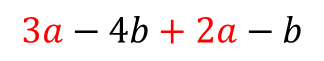 3a − 4b + 2a − b